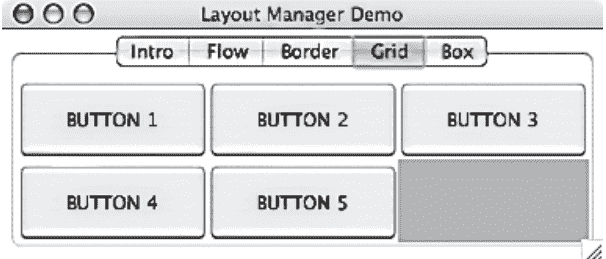 Layout Manager Demo
Intro Flow Border Grid Box
BUTTON 1 BUTTON 2 BUTTON 3
BUTTON 4 BUTTON 5